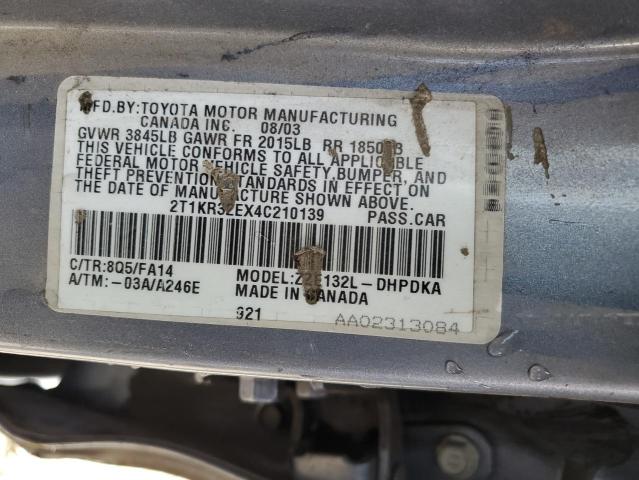 MFD.BY:TOYOTA MOTOR MANUFACTURING
CANADA INC. 08/03
GVWR 3845LB GAWR FR 2015LB RR 1850LB
THIS VEHICLE CONFORMS TO ALL APPLICABLE
FEDERAL MOTOR VEHICLE SAFETY,BUMPER, AND
THEFT PREVENTION STANDARDS IN EFFECT ON
THE DATE OF MANUFACTURE SHOWN ABOVE.
2T1KR32EX4C210139 PASS.CAR
C/TR:8Q5/FA14 MODEL:ZZE132L-DHPDKA
A/TM:-03A/A246E MADE IN CANADA
921 AA02313084